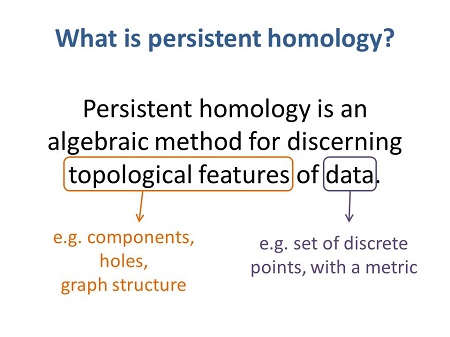 What is persistent homology?
Persistent homology is an
algebraic method for discerning
topological features of data.
e.g. components,
holes,
graph structure
e.g. set of discrete
points, with a metric